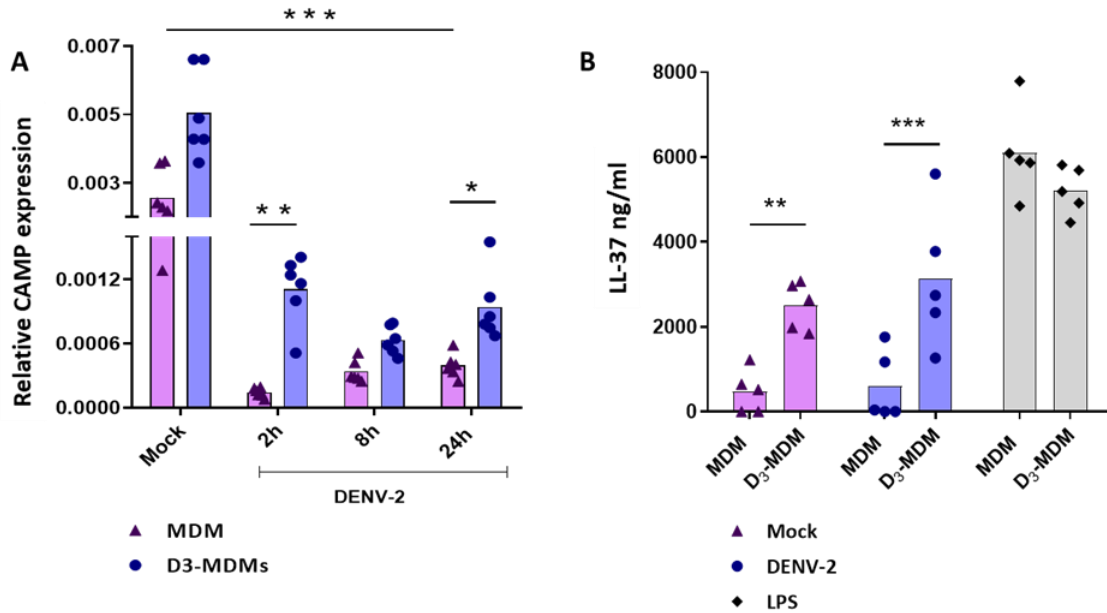 A
Relative CAMP expression
0.007
0.005
0.003
0.0012
0.0006
0.0000
***
**
*
Mock
2h
8h
24h
DENV-2
MDM
D3-MDMs
B
LL-37 ng/ml
8000
6000
4000
2000
0
**
***
MDM
D₃-MDM
MDM
D₃-MDM
MDM
D₃-MDM
Mock
DENV-2
LPS